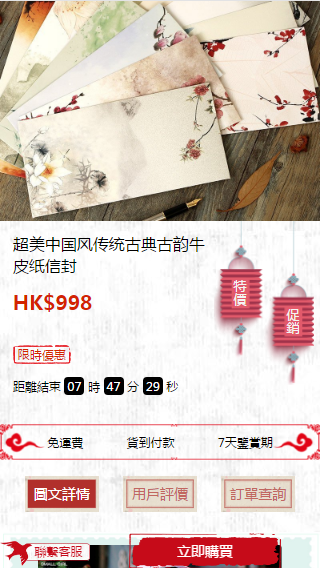 超美中国风传统古典古韵牛
皮纸信封
HK$998
特價
促銷
限時優惠
距離結束 07 時 47 分 29 秒
免運費 貨到付款 7天鑒賞期
圖文詳情 用戶評價 訂單查詢
聯繫客服 立即購買